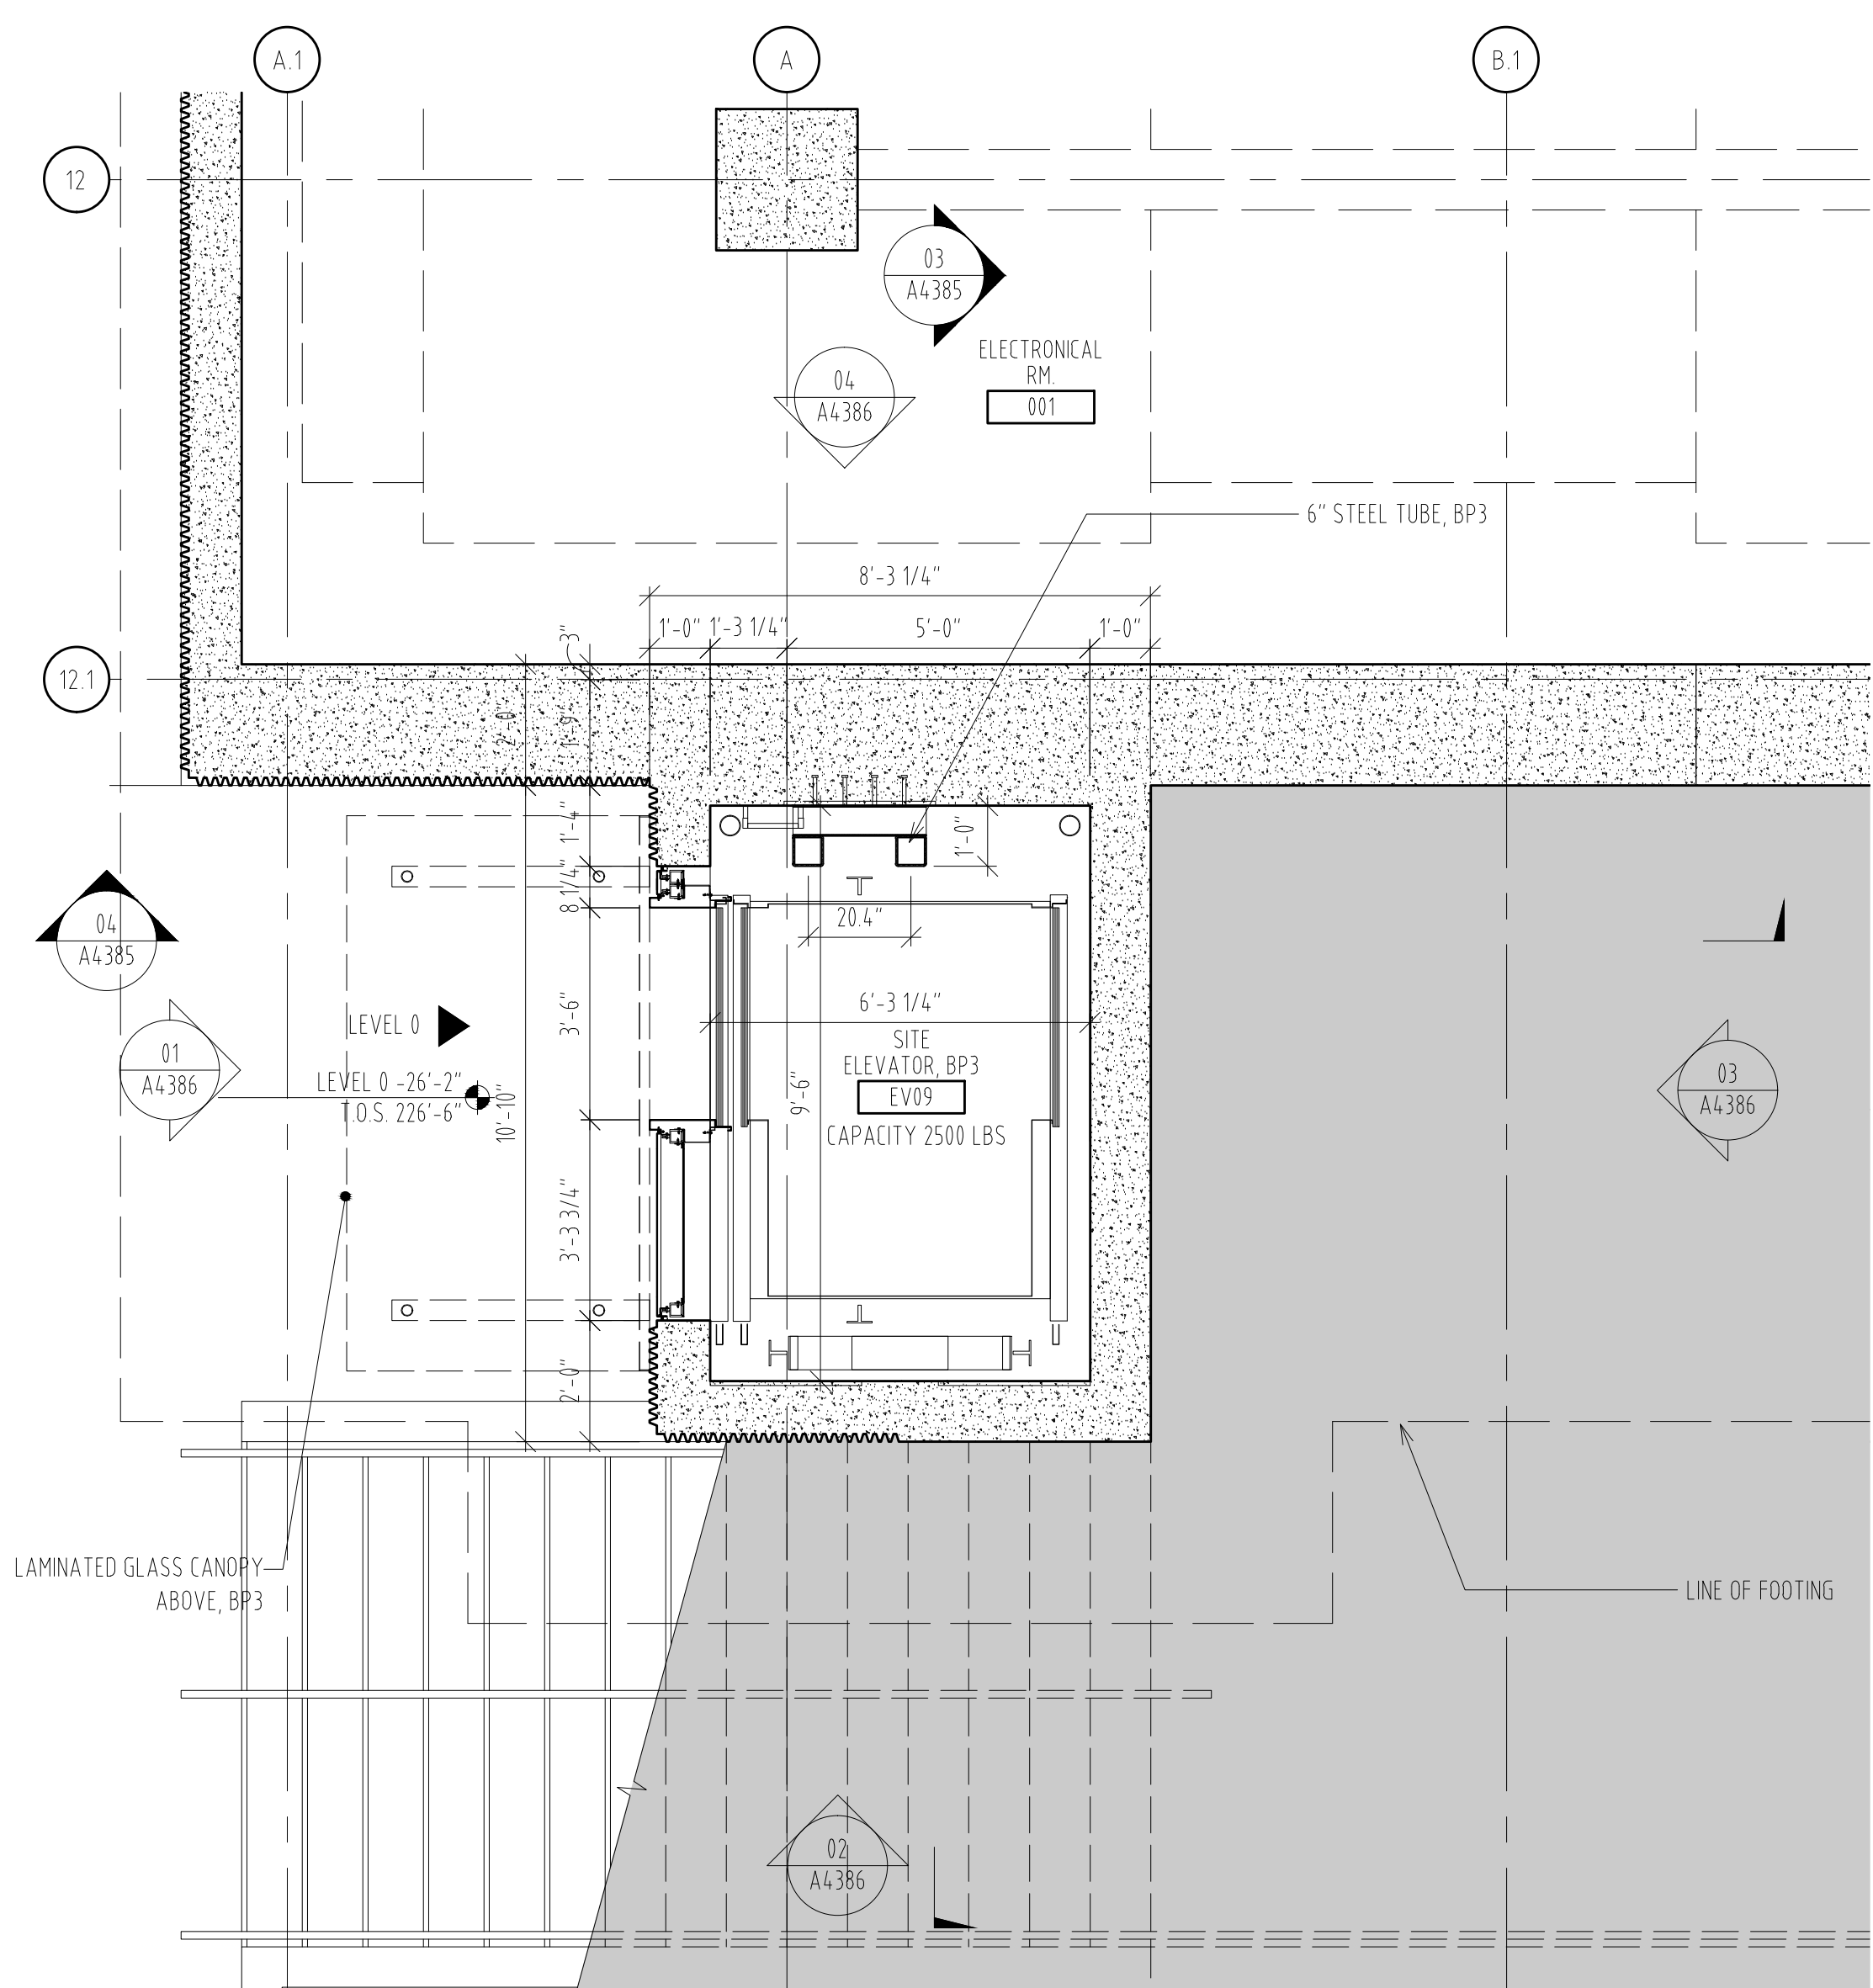 A.1
A
B.1
12
03
A4385
ELECTRONICAL
RM.
001
04
A4386
6" STEEL TUBE, BP3
8'-3 1/4"
1'-0"
1'-3 1/4"
5'-0"
1'-0"
3"
12.1
2'-0
1'-9"
1'-4"
1'-0"
8 1/4"
04
A4385
20.4"
6'-3 1/4"
3'-6"
LEVEL 0
SITE
ELEVATOR, BP3
EV09
CAPACITY 2500 LBS
01
A4386
LEVEL 0 -26'-2"
T.O.S. 226'-6"
10'-10"
9'-6"
03
A4386
3'-3 3/4"
2'-0"
LAMINATED GLASS CANOPY
ABOVE, BP3
LINE OF FOOTING
02
A4386